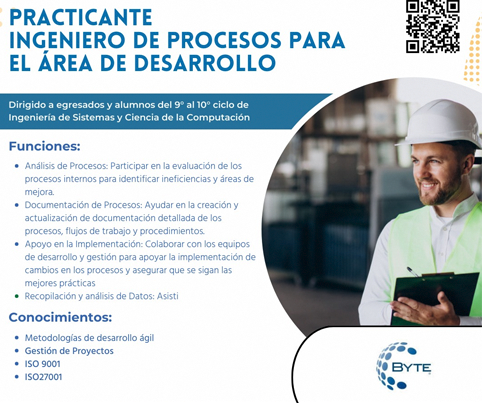 PRACTICANTE
INGENIERO DE PROCESOS PARA
EL ÁREA DE DESARROLLO
Dirigido a egresados y alumnos del 9° al 10° ciclo de
Ingeniería de Sistemas y Ciencia de la Computación
Funciones:
Análisis de Procesos: Participar en la evaluación de los
procesos internos para identificar ineficiencias y áreas de
mejora.
Documentación de Procesos: Ayudar en la creación y
actualización de documentación detallada de los
procesos, flujos de trabajo y procedimientos.
Apoyo en la Implementación: Colaborar con los equipos
de desarrollo y gestión para apoyar la implementación de
cambios en los procesos y asegurar que se sigan las
mejores prácticas
Recopilación y análisis de Datos: Asisti
Conocimientos:
Metodologías de desarrollo ágil
Gestión de Proyectos
ISO 9001
ISO27001
BYTE